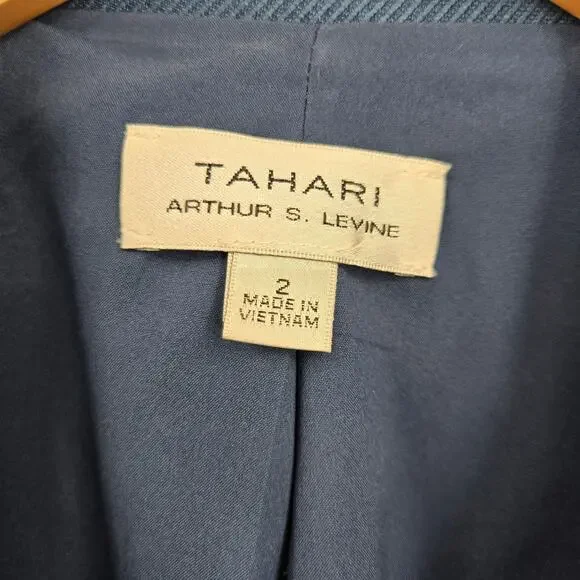 TAHARI
ARTHUR S. LEVINE
2
MADE IN
VIETNAM